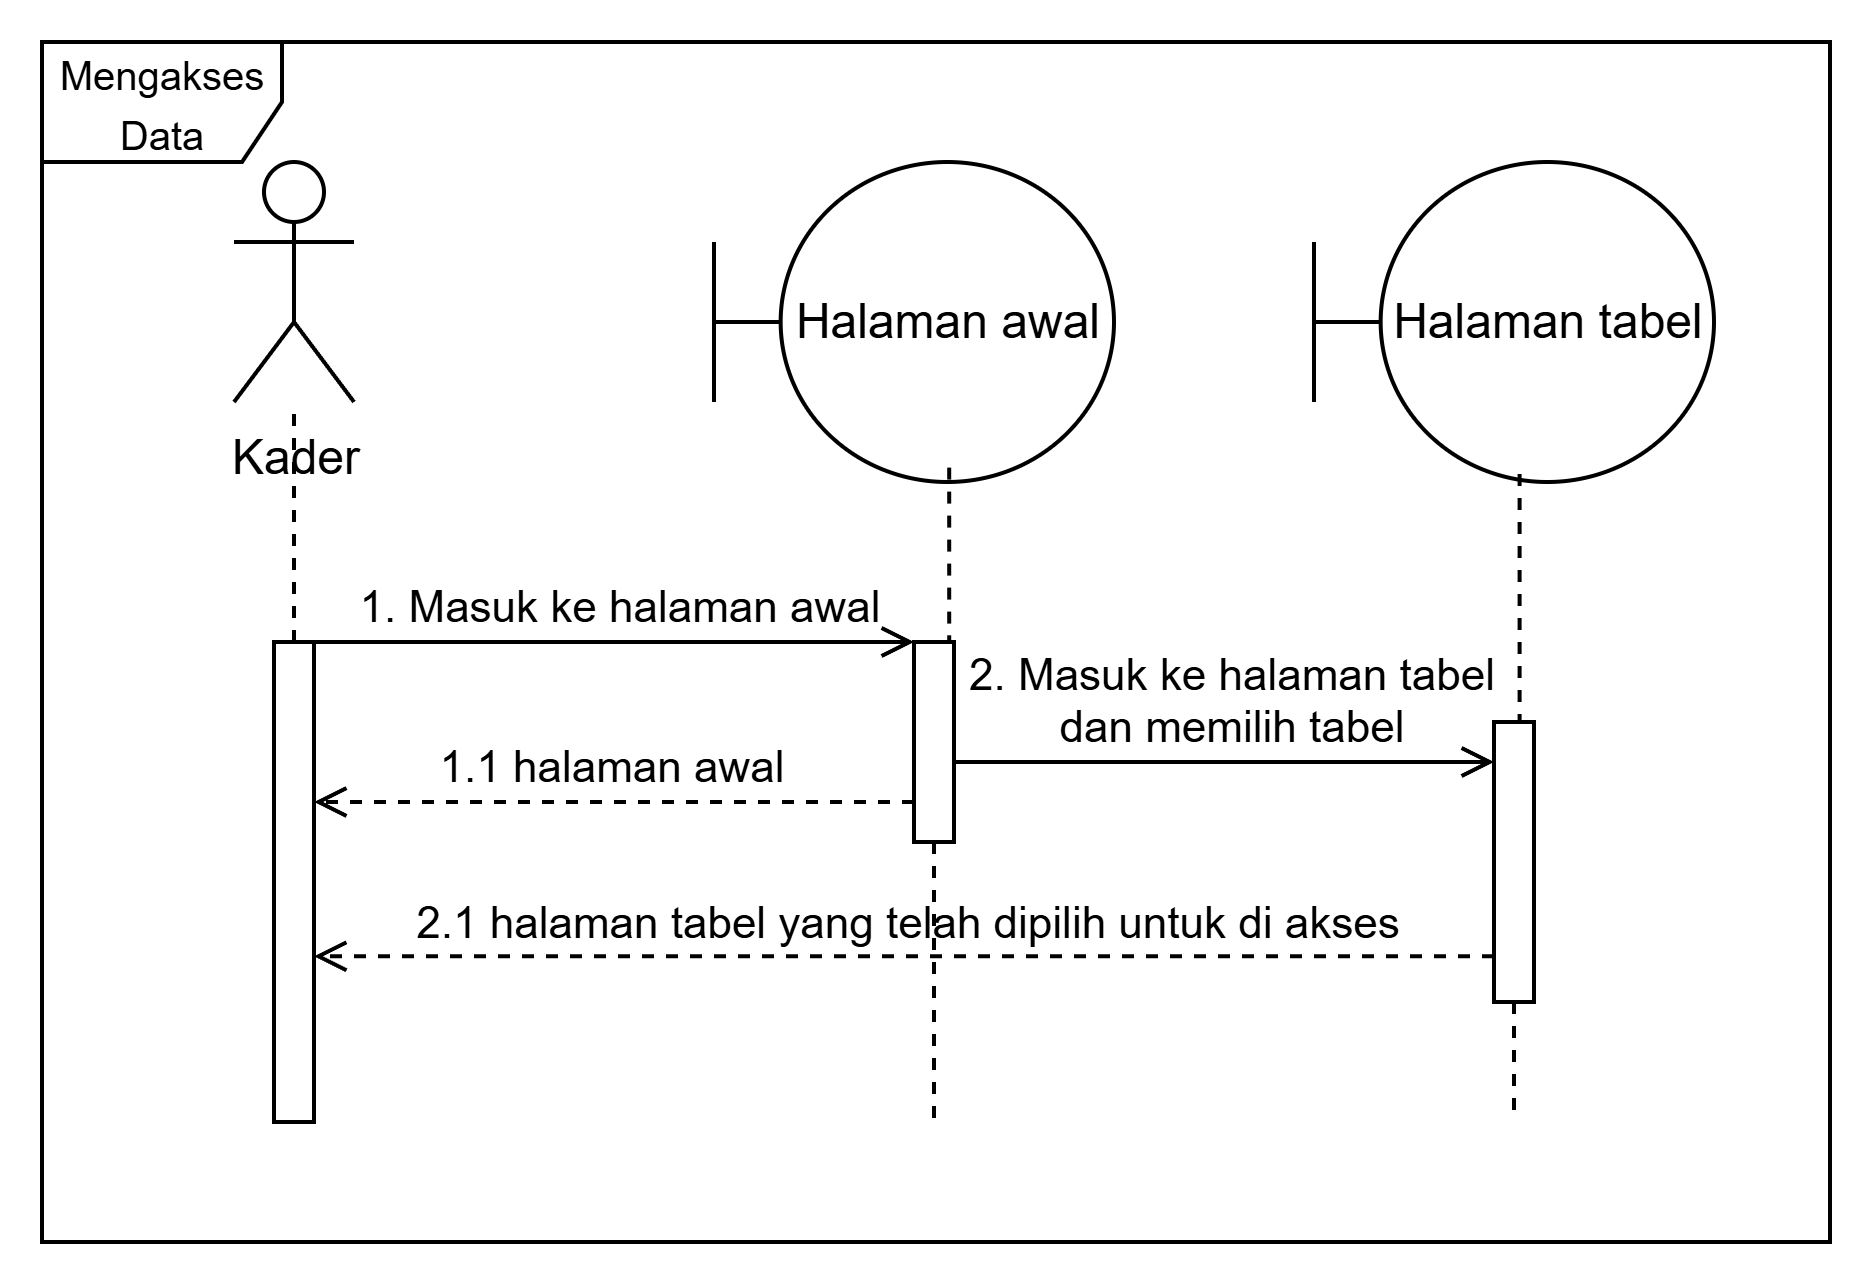 Mengakses
Data
Halaman awal
Halaman tabel
Kader
1. Masuk ke halaman awal
2. Masuk ke halaman tabel
dan memilih tabel
1.1 halaman awal
2.1 halaman tabel yang telah dipilih untuk di akses